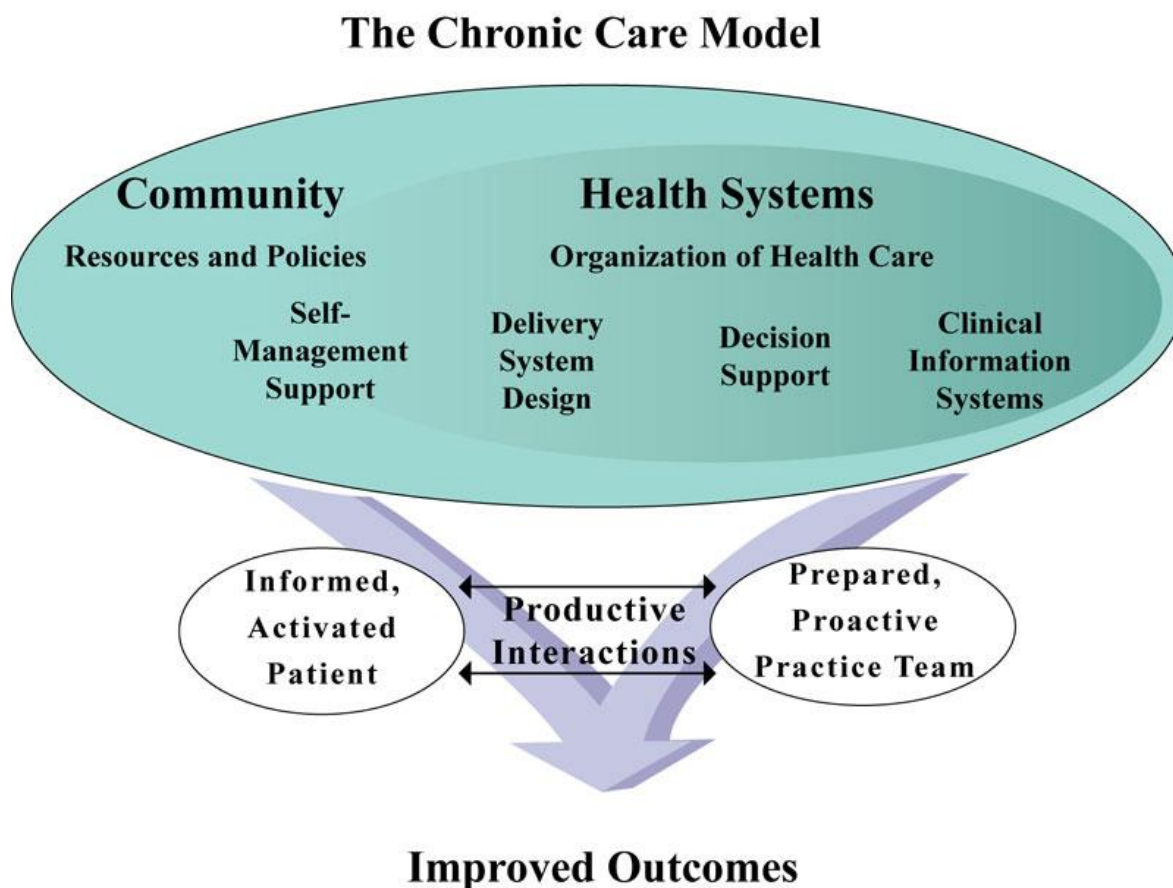 The Chronic Care Model
Community
Resources and Policies
Health Systems
Organization of Health Care
Self-
Management
Support
Delivery
System
Design
Decision
Support
Clinical
Information
Systems
Informed,
Activated
Patient
Productive
Interactions
Prepared,
Proactive
Practice Team
Improved Outcomes